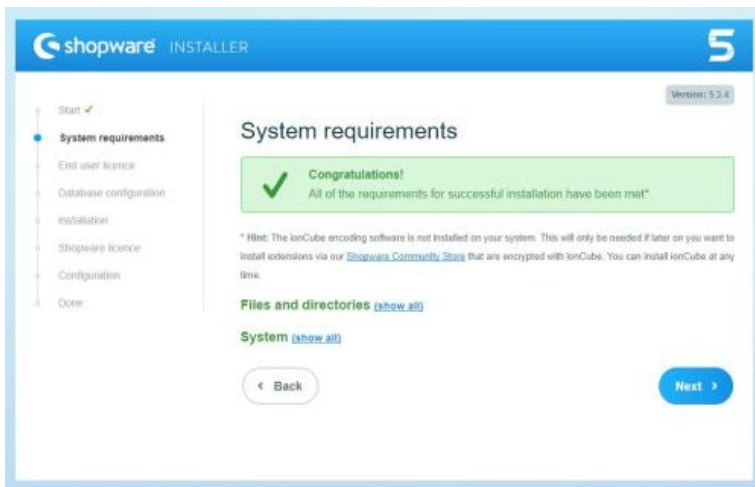 shopware INSTALLER
5
Version: 5.3.4
Start
System requirements
End user licence
Database configuration
Installation
Shopware licence
Configuration
Done
System requirements
Congratulations!
All of the requirements for successful installation have been met*
* Hint: The ionCube encoding software is not installed on your system. This will only be needed if later on you want to
install extensions via our Shopware Community Store that are encrypted with ionCube. You can install ionCube at any
time.
Files and directories (show all)
System (show all)
< Back
Next >